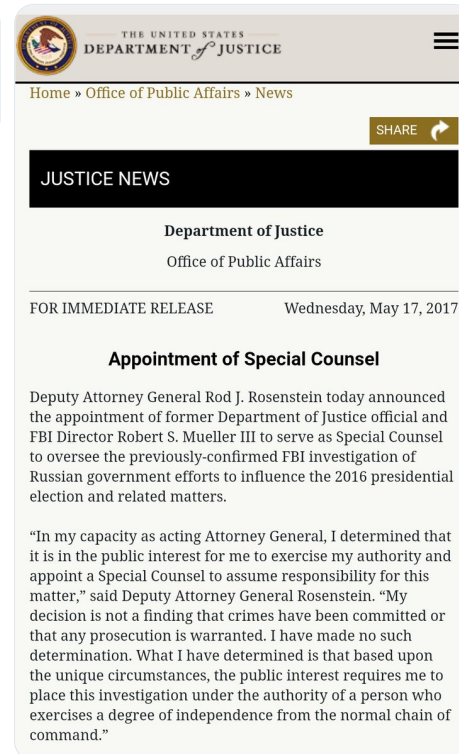 THE UNITED STATES
DEPARTMENT of JUSTICE
Home » Office of Public Affairs » News
SHARE
JUSTICE NEWS
Department of Justice
Office of Public Affairs
FOR IMMEDIATE RELEASE Wednesday, May 17, 2017
Appointment of Special Counsel
Deputy Attorney General Rod J. Rosenstein today announced
the appointment of former Department of Justice official and
FBI Director Robert S. Mueller III to serve as Special Counsel
to oversee the previously-confirmed FBI investigation of
Russian government efforts to influence the 2016 presidential
election and related matters.
“In my capacity as acting Attorney General, I determined that
it is in the public interest for me to exercise my authority and
appoint a Special Counsel to assume responsibility for this
matter,” said Deputy Attorney General Rosenstein. “My
decision is not a finding that crimes have been committed or
that any prosecution is warranted. I have made no such
determination. What I have determined is that based upon
the unique circumstances, the public interest requires me to
place this investigation under the authority of a person who
exercises a degree of independence from the normal chain of
command.”